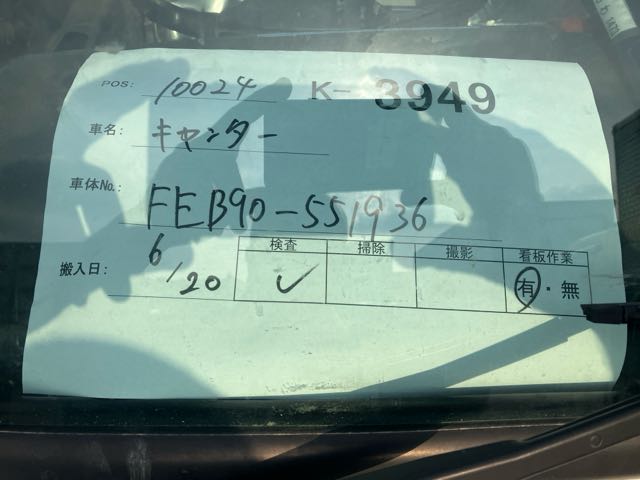 POS: 10024 K- 3949
車名: キャンター
車体No.: FEB90-551936
検査 掃除 撮影 看板作業
搬入日: 6/20 ✓ 有・無